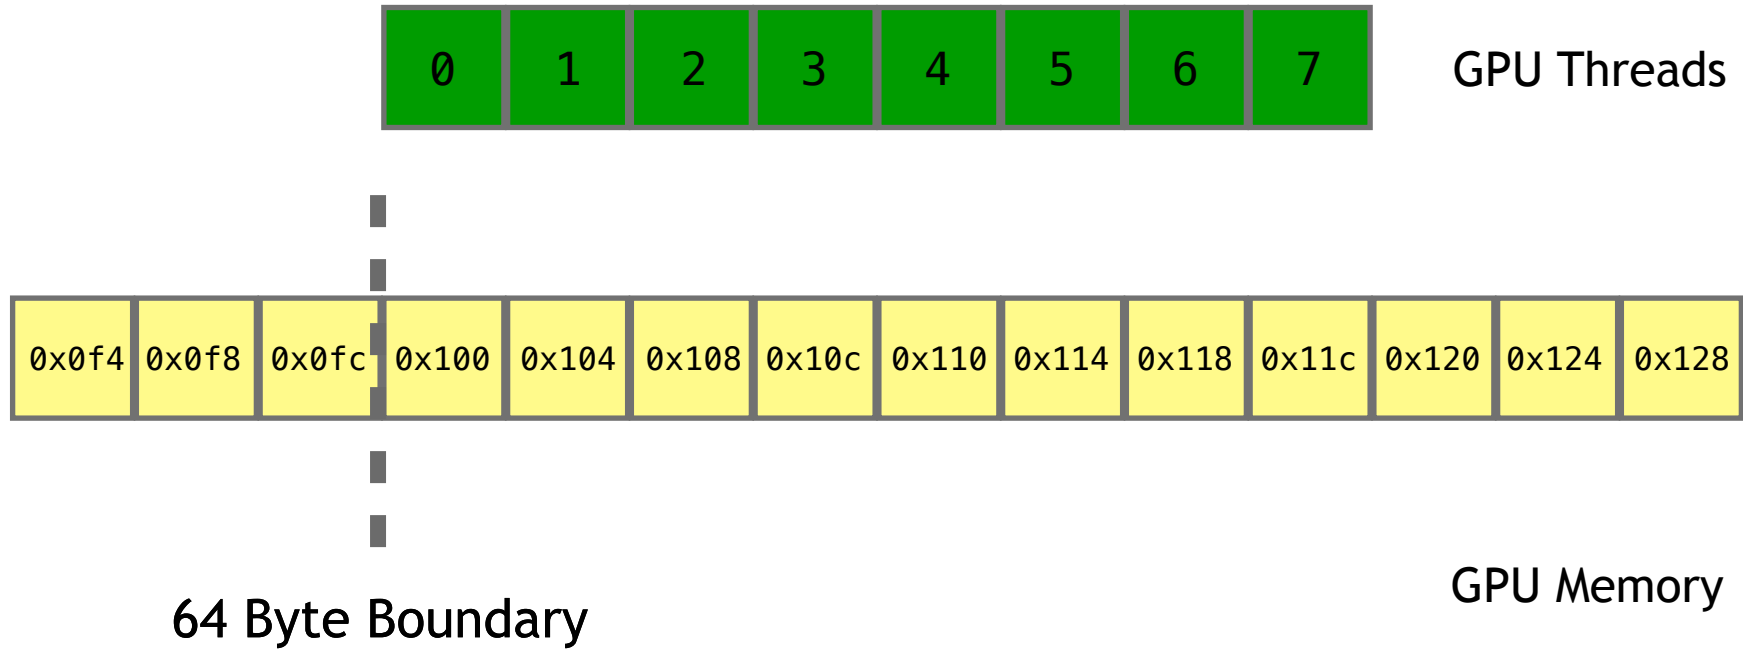 0 1 2 3 4 5 6 7 GPU Threads
0x0f4 0x0f8 0x0fc 0x100 0x104 0x108 0x10c 0x110 0x114 0x118 0x11c 0x120 0x124 0x128
GPU Memory
64 Byte Boundary